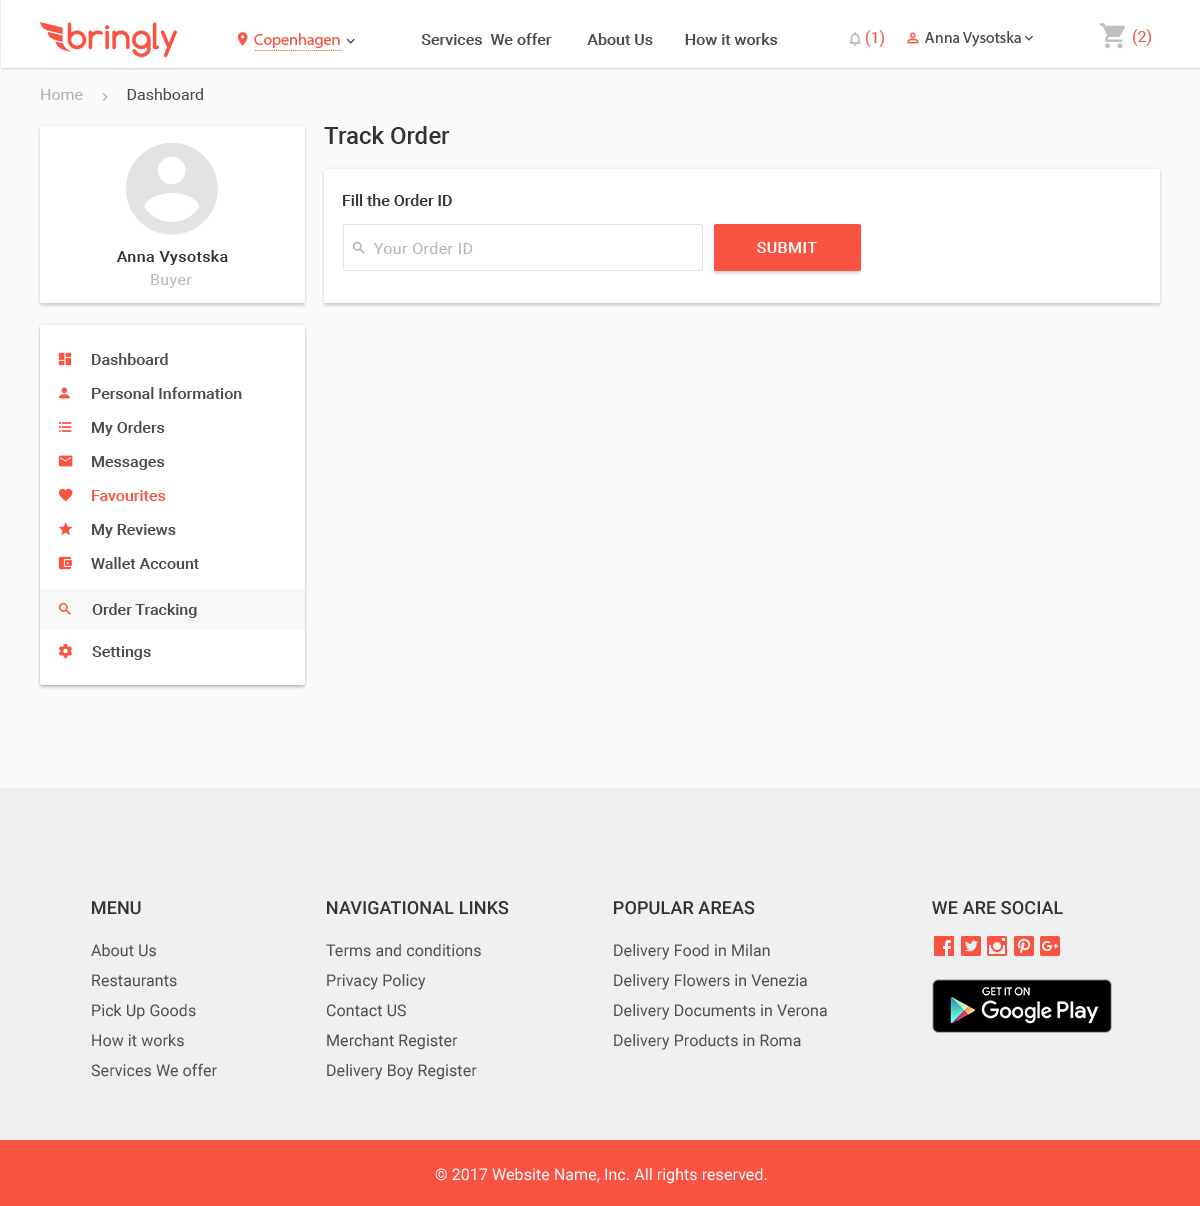 bringly
Copenhagen
Services We offer
About Us
How it works
(1)
Anna Vysotska
(2)
Home
Dashboard
Anna Vysotska
Buyer
Track Order
Fill the Order ID
Your Order ID
SUBMIT
Dashboard
Personal Information
My Orders
Messages
Favourites
My Reviews
Wallet Account
Order Tracking
Settings
MENU
About Us
Restaurants
Pick Up Goods
How it works
Services We offer
NAVIGATIONAL LINKS
Terms and conditions
Privacy Policy
Contact US
Merchant Register
Delivery Boy Register
POPULAR AREAS
Delivery Food in Milan
Delivery Flowers in Venezia
Delivery Documents in Verona
Delivery Products in Roma
WE ARE SOCIAL
G+
GET IT ON
Google Play
© 2017 Website Name, Inc. All rights reserved.